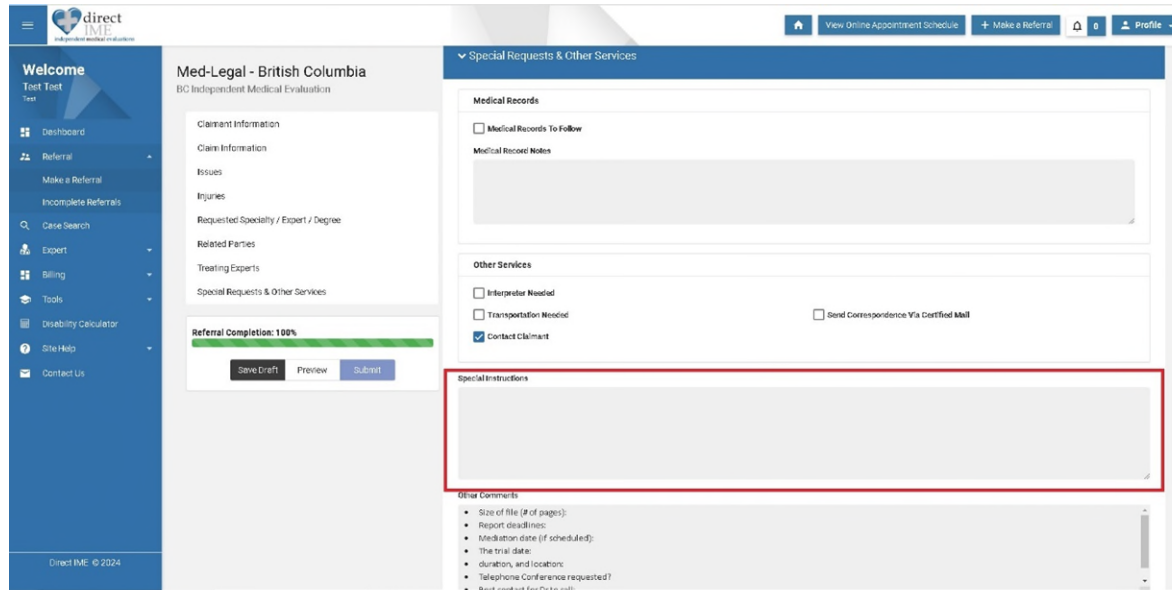 direct
IME
independent medical evaluations
View Online Appointment Schedule
+ Make a Referral
0
Profile
Welcome
Test Test
Test
Dashboard
Referral
Make a Referral
Incomplete Referrals
Case Search
Expert
Billing
Tools
Disability Calculator
Site Help
Contact Us
Direct IME © 2024
Med-Legal - British Columbia
BC Independent Medical Evaluation
Claimant Information
Claim Information
Issues
Injuries
Requested Specialty / Expert / Degree
Related Parties
Treating Experts
Special Requests & Other Services
Referral Completion: 100%
Save Draft
Preview
Submit
Special Requests & Other Services
Medical Records
Medical Records To Follow
Medical Record Notes
Other Services
Interpreter Needed
Transportation Needed
Send Correspondence Via Certified Mail
Contact Claimant
Special Instructions
Other Comments
• Size of file (# of pages):
• Report deadlines:
• Mediation date (if scheduled):
• The trial date:
• duration, and location:
• Telephone Conference requested?